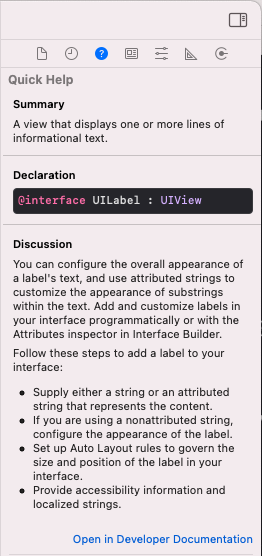 Quick Help
Summary
A view that displays one or more lines of
informational text.
Declaration
@interface UILabel : UIView
Discussion
You can configure the overall appearance of
a label's text, and use attributed strings to
customize the appearance of substrings
within the text. Add and customize labels in
your interface programmatically or with the
Attributes inspector in Interface Builder.
Follow these steps to add a label to your
interface:
• Supply either a string or an attributed
string that represents the content.
• If you are using a nonattributed string,
configure the appearance of the label.
• Set up Auto Layout rules to govern the
size and position of the label in your
interface.
• Provide accessibility information and
localized strings.
Open in Developer Documentation